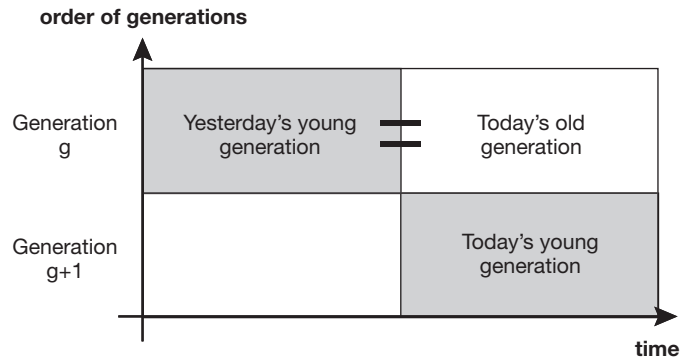 order of generations
Generation
g
Yesterday's young
generation
=
Today's old
generation
Generation
g+1
Today's young
generation
time